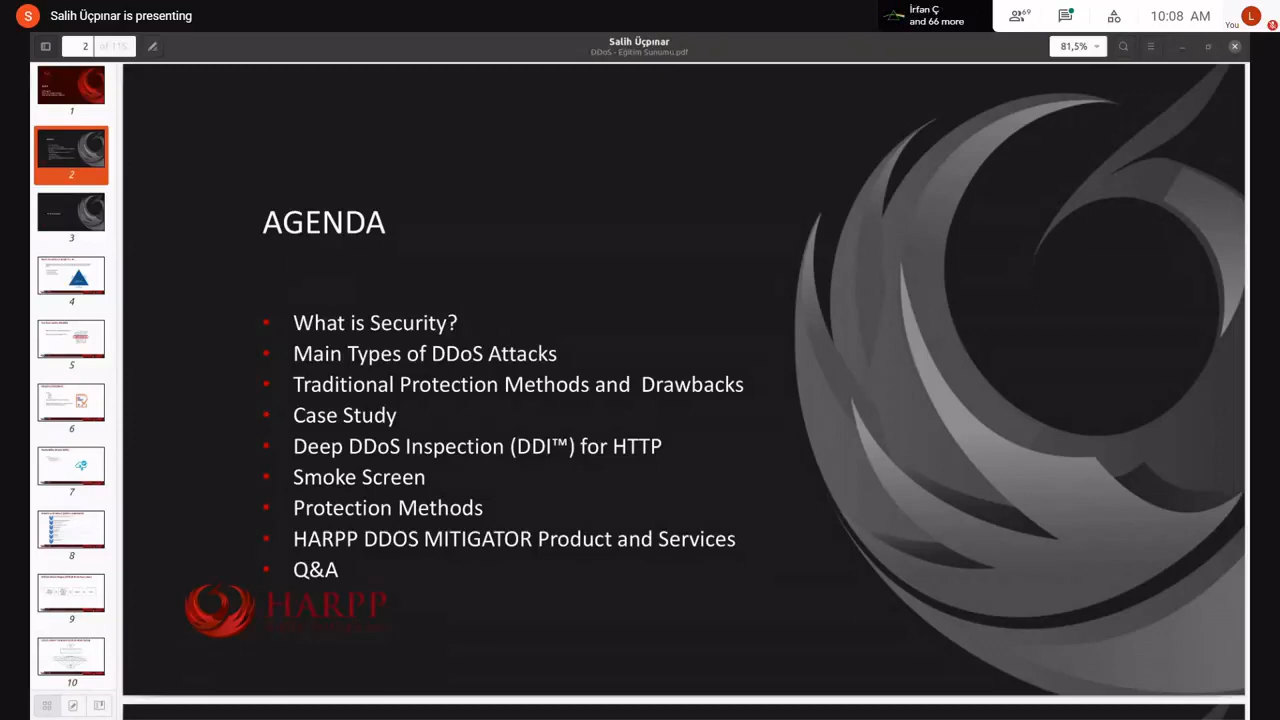 S
Salih Üçpınar is presenting
İrfan Ç
and 66 more
69
10:08 AM
You
L
2
of 115
Salih Üçpınar
DDoS - Eğitim Sunumu.pdf
81,5%
1
2
3
4
5
6
7
8
9
10
AGENDA
• What is Security?
• Main Types of DDoS Attacks
• Traditional Protection Methods and Drawbacks
• Case Study
• Deep DDoS Inspection (DDI™) for HTTP
• Smoke Screen
• Protection Methods
• HARPP DDOS MITIGATOR Product and Services
• Q&A
HARPP